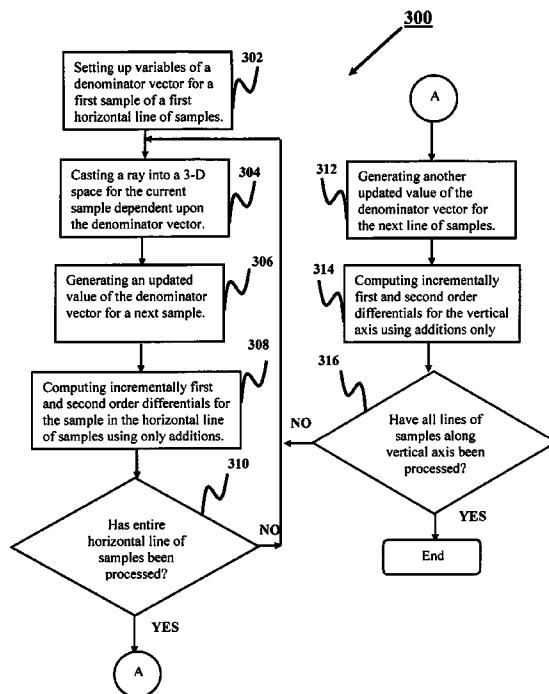 300
302
Setting up variables of a
denominator vector for a
first sample of a first
horizontal line of samples.
304
Casting a ray into a 3-D
space for the current
sample dependent upon
the denominator vector.
306
Generating an updated
value of the denominator
vector for a next sample.
308
Computing incrementally first
and second order differentials for
the sample in the horizontal line
of samples using only additions.
310
Has entire
horizontal line of
samples been
processed?
NO
YES
A
A
312
Generating another
updated value of the
denominator vector for
the next line of samples.
314
Computing incrementally
first and second order
differentials for the vertical
axis using additions only
316
Have all lines of
samples along
vertical axis been
processed?
NO
YES
End